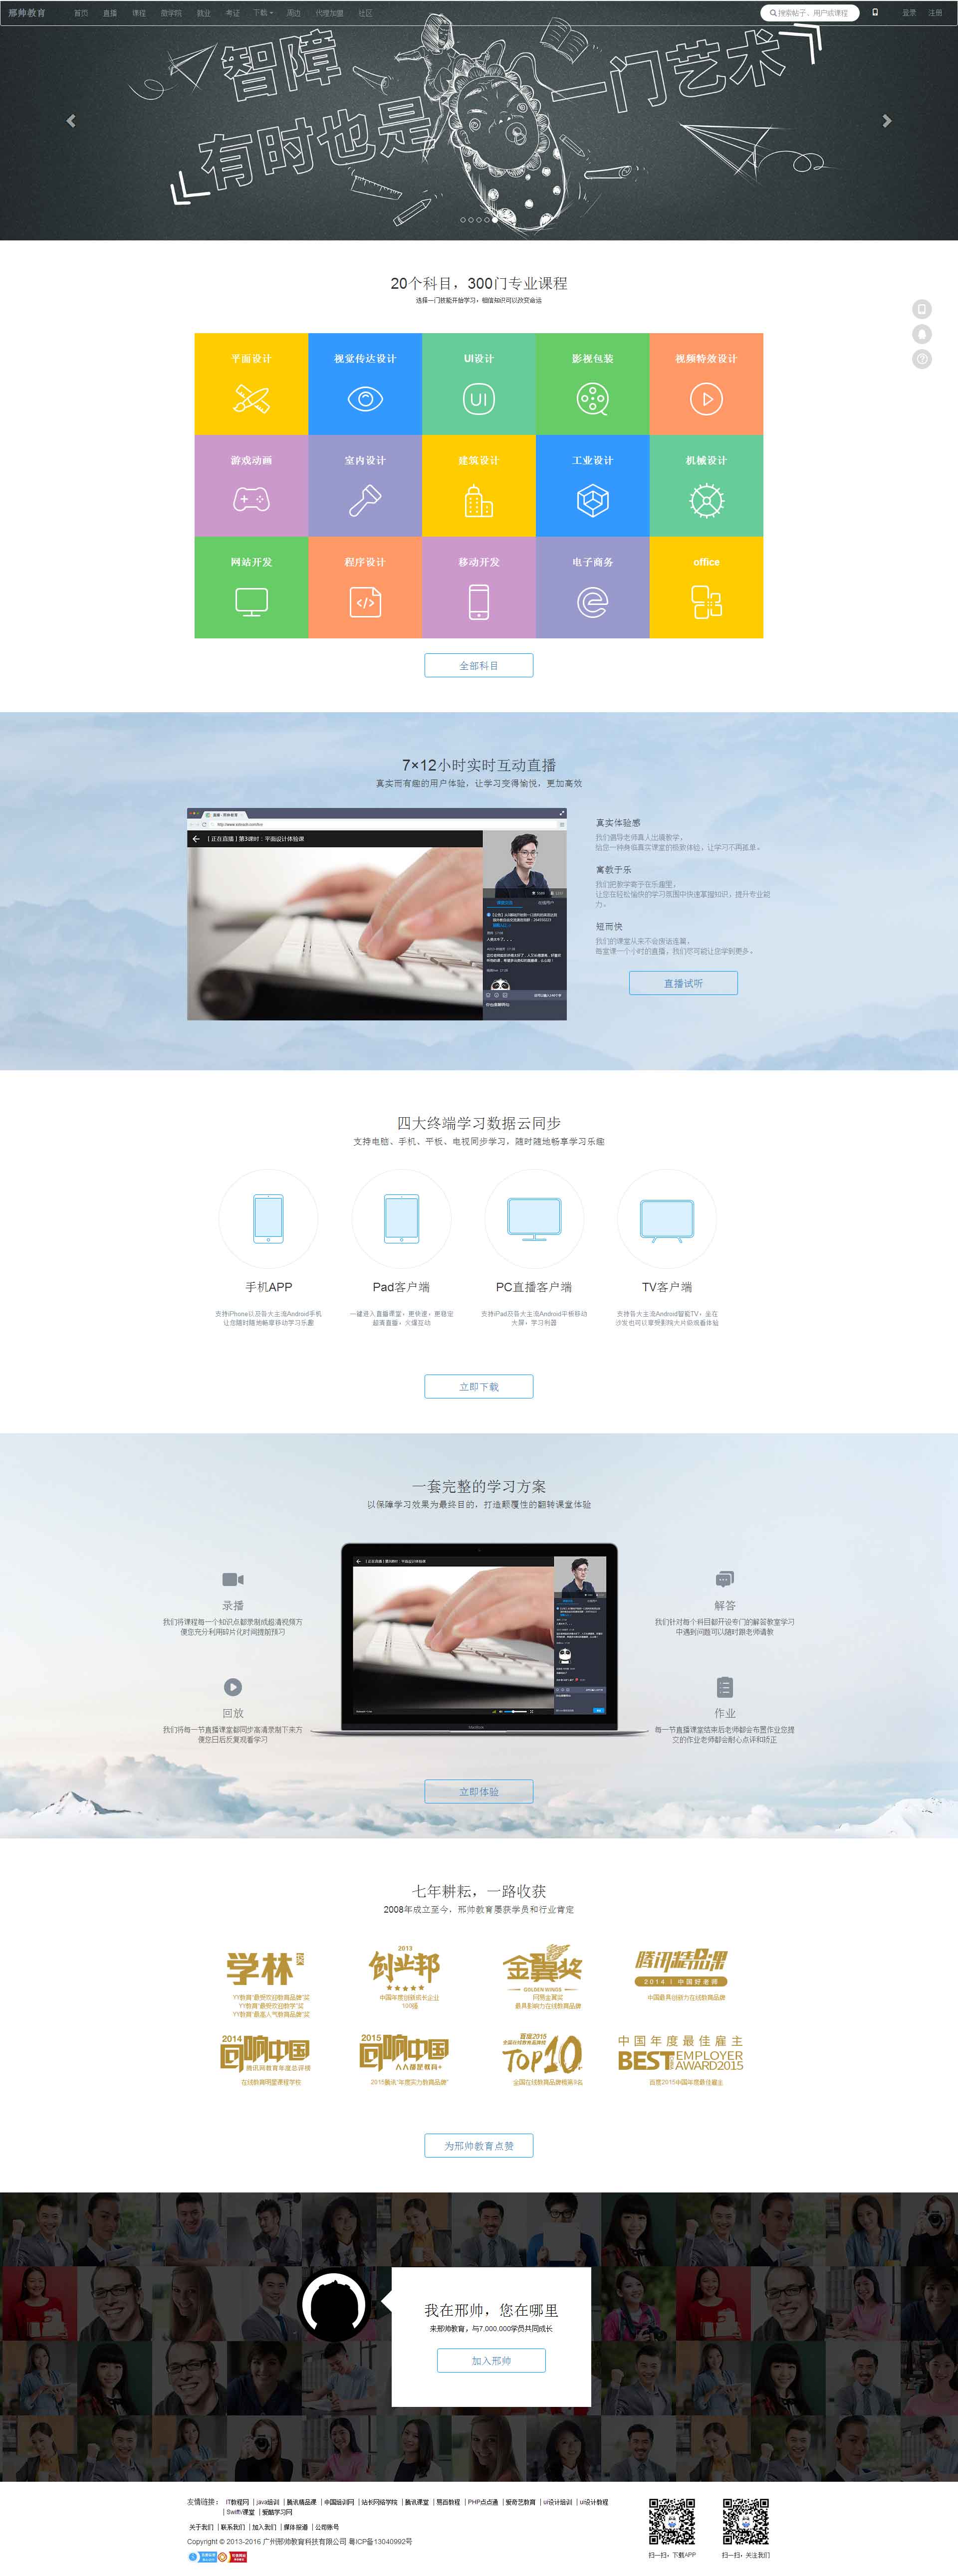 邢帅教育 首页 直播 课程 微学院 就业 考证 下载 周边 代理加盟 社区 搜索帖子、用户或课程 登录 注册
智障
有时也是
一门艺术
20个科目，300门专业课程
选择一门技能开始学习，相信知识可以改变命运
平面设计 视觉传达设计 UI设计 影视包装 视频特效设计
UI
游戏动画 室内设计 建筑设计 工业设计 机械设计
网站开发 程序设计 移动开发 电子商务 office
全部科目
7×12小时实时互动直播
真实而有趣的用户体验，让学习变得愉悦，更加高效
【正在直播】第3课时：平面设计体验课
真实体验感
我们倡导老师真人出镜教学，
给您一种身临真实课堂的极致体验，让学习不再孤单。
寓教于乐
我们把教学寄于在乐趣里，
让您在轻松愉快的学习氛围中快速掌握知识，提升专业能
力。
短而快
我们的课堂从来不会废话连篇，
每堂课一个小时的直播，我们尽可能让您学到更多。
直播试听
四大终端学习数据云同步
支持电脑、手机、平板、电视同步学习，随时随地畅享学习乐趣
手机APP Pad客户端 PC直播客户端 TV客户端
支持iPhone以及各大主流Android手机
让您随时随地畅享移动学习乐趣
一键进入直播课堂，更快速，更稳定
超清直播，火爆互动
支持iPad及各大主流Android平板移动
大屏，学习利器
支持各大主流Android智能TV，坐在
沙发也可以享受影院大片级观看体验
立即下载
一套完整的学习方案
以保障学习效果为最终目的，打造颠覆性的翻转课堂体验
录播
我们将课程每一个知识点都录制成超清视频方
便您充分利用碎片化时间提前预习
解答
我们针对每个科目都开设专门的解答教室学习
中遇到问题可以随时跟老师请教
回放
我们将每一节直播课堂都同步高清录制下来方
便您日后反复观看学习
作业
每一节直播课堂结束后老师都会布置作业您提
交的作业老师都会耐心点评和矫正
立即体验
七年耕耘，一路收获
2008年成立至今，邢帅教育屡获学员和行业肯定
学林奖
YY教育"最受欢迎教育品牌"奖
YY教育"最受欢迎教学"奖
YY教育"最高人气教育品牌"奖
2013
创业邦
中国年度创新成长企业
100强
金翼奖
GOLDEN WINGS
网易金翼奖
最具影响力在线教育品牌
腾讯精品课
2014 | 中国好老师
中国最具创新力在线教育品牌
2014
回响中国
腾讯网教育年度总评榜
在线教育明星课程学校
2015
回响中国
人人都是教育+
2015腾讯"年度实力教育品牌"
百度2015
全国在线教育品牌榜
TOP10
全国在线教育品牌榜第9名
中国年度最佳雇主
BEST EMPLOYER
AWARD2015
百度2015中国年度最佳雇主
为邢帅教育点赞
我在邢帅，您在哪里
来邢帅教育，与7,000,000学员共同成长
加入邢帅
友情链接： IT教程网 | java培训 | 腾讯精品课 | 中国培训网 | 站长网络学院 | 腾讯课堂 | 易百教程 | PHP点点通 | 爱奇艺教育 | ui设计培训 | ui设计教程
| Swiftv课堂 | 爱酷学习网
关于我们 | 联系我们 | 加入我们 | 媒体报道 | 公司账号
Copyright © 2013-2016 广州邢帅教育科技有限公司 粤ICP备13040992号
扫一扫，下载APP 扫一扫，关注我们